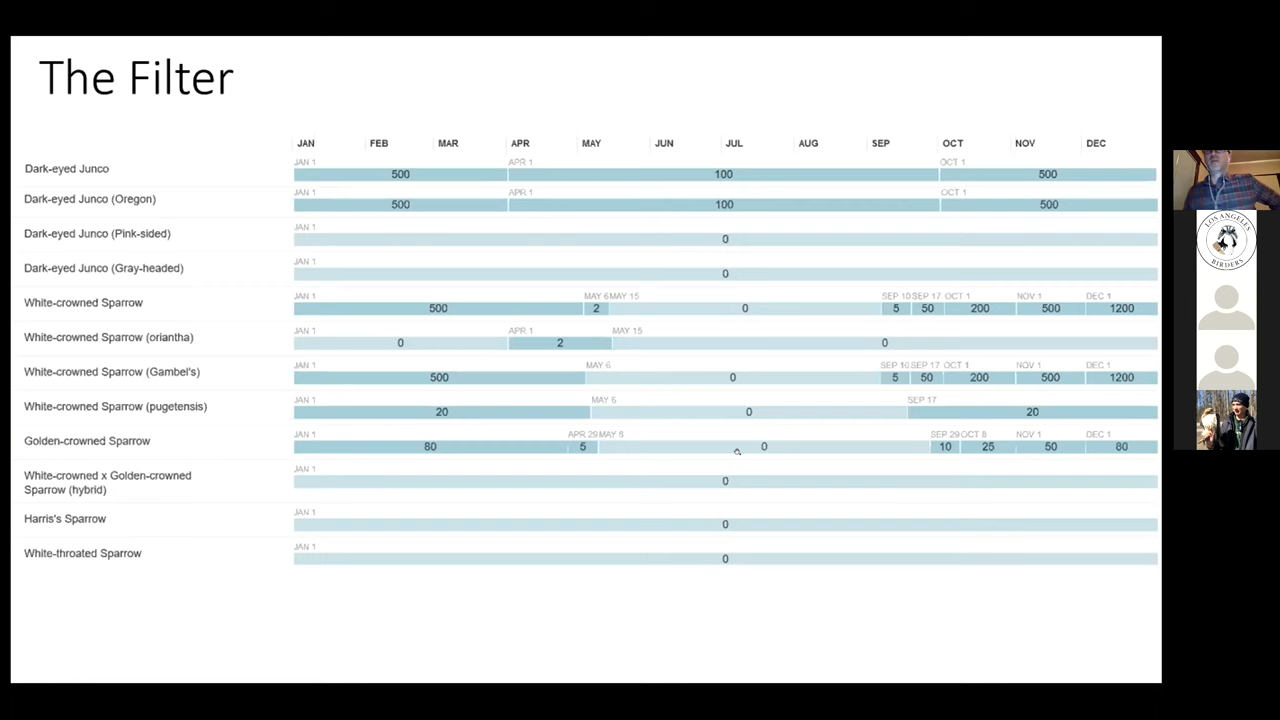 The Filter
JAN FEB MAR APR MAY JUN JUL AUG SEP OCT NOV DEC
JAN 1 APR 1 OCT 1
Dark-eyed Junco 500 100 500
JAN 1 APR 1 OCT 1
Dark-eyed Junco (Oregon) 500 100 500
JAN 1
Dark-eyed Junco (Pink-sided) 0
JAN 1
Dark-eyed Junco (Gray-headed) 0
JAN 1 MAY 6 MAY 15 SEP 10 SEP 17 OCT 1 NOV 1 DEC 1
White-crowned Sparrow 500 2 0 5 50 200 500 1200
JAN 1 APR 1 MAY 15
White-crowned Sparrow (oriantha) 0 2 0
JAN 1 MAY 6 SEP 10 SEP 17 OCT 1 NOV 1 DEC 1
White-crowned Sparrow (Gambel's) 500 0 5 50 200 500 1200
JAN 1 MAY 6 SEP 17
White-crowned Sparrow (pugetensis) 20 0 20
JAN 1 APR 29 MAY 8 SEP 29 OCT 8 NOV 1 DEC 1
Golden-crowned Sparrow 80 5 0 10 25 50 80
JAN 1
White-crowned x Golden-crowned 0
Sparrow (hybrid)
JAN 1
Harris's Sparrow 0
JAN 1
White-throated Sparrow 0
LOS ANGELES
BIRDERS